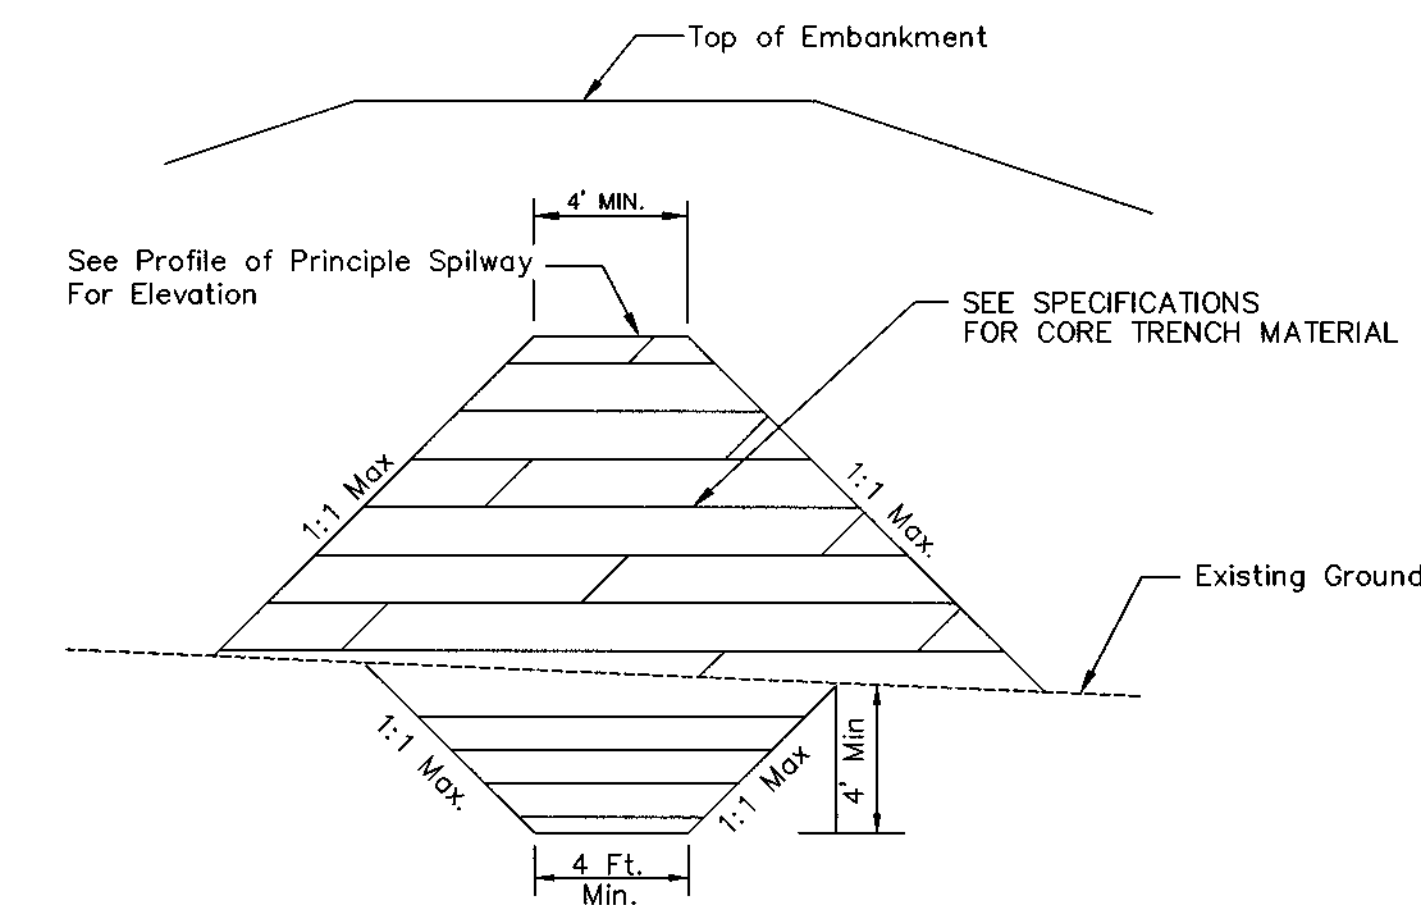 Top of Embankment
4' MIN.
See Profile of Principle Spilway
For Elevation
SEE SPECIFICATIONS
FOR CORE TRENCH MATERIAL
1:1 Max
1:1 Max.
Existing Ground
1:1 Max.
1:1 Max
4' Min
4 Ft.
Min.